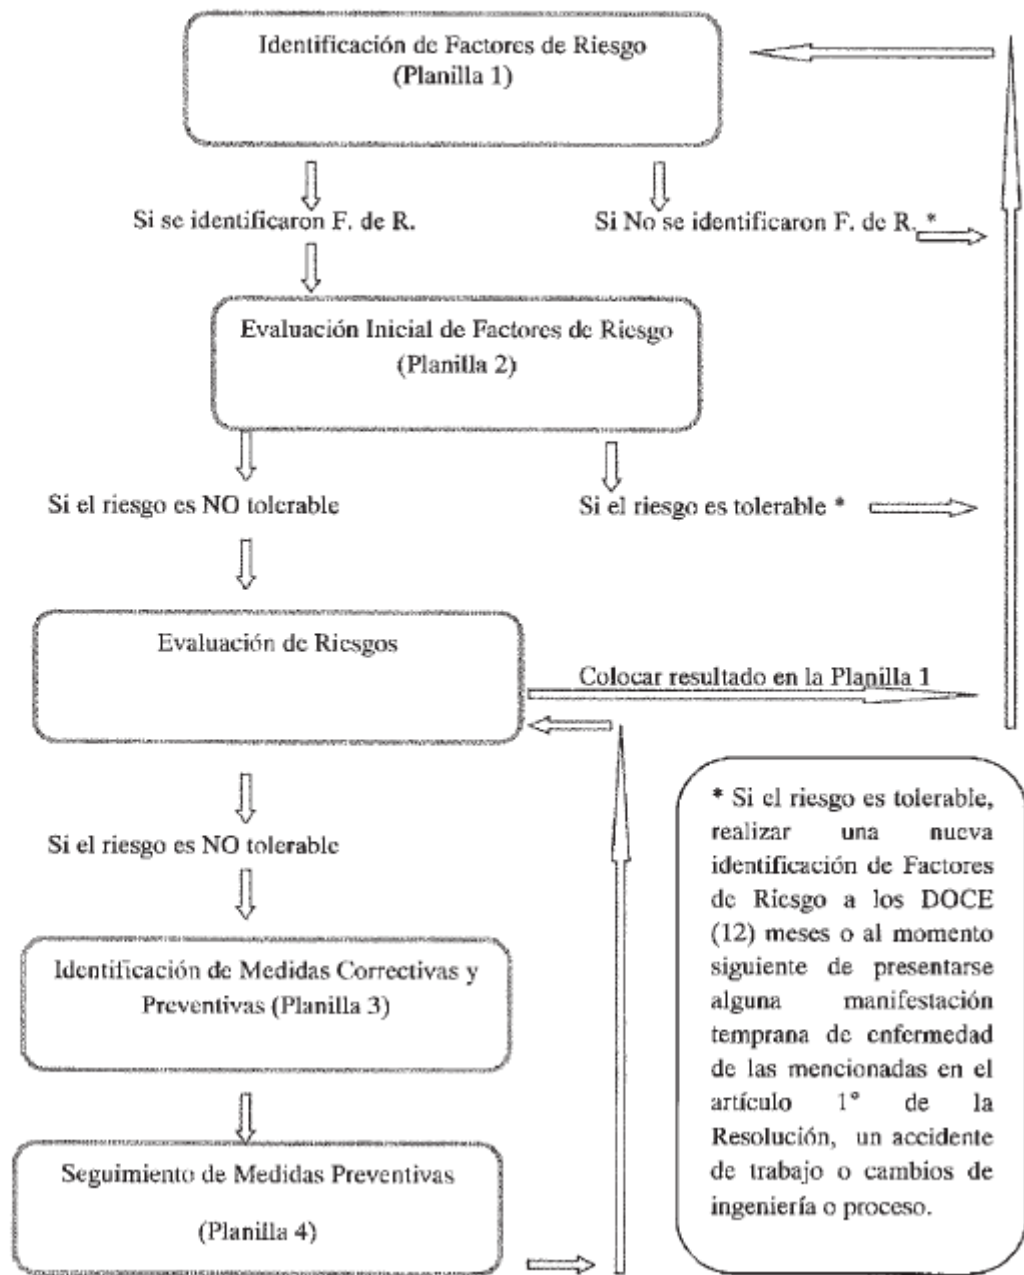 Identificación de Factores de Riesgo
(Planilla 1)
Si se identificaron F. de R.
Si No se identificaron F. de R. *
Evaluación Inicial de Factores de Riesgo
(Planilla 2)
Si el riesgo es NO tolerable
Si el riesgo es tolerable *
Evaluación de Riesgos
Colocar resultado en la Planilla 1
Si el riesgo es NO tolerable
Identificación de Medidas Correctivas y
Preventivas (Planilla 3)
Seguimiento de Medidas Preventivas
(Planilla 4)
* Si el riesgo es tolerable,
realizar una nueva
identificación de Factores
de Riesgo a los DOCE
(12) meses o al momento
siguiente de presentarse
alguna manifestación
temprana de enfermedad
de las mencionadas en el
artículo 1° de la
Resolución, un accidente
de trabajo o cambios de
ingeniería o proceso.